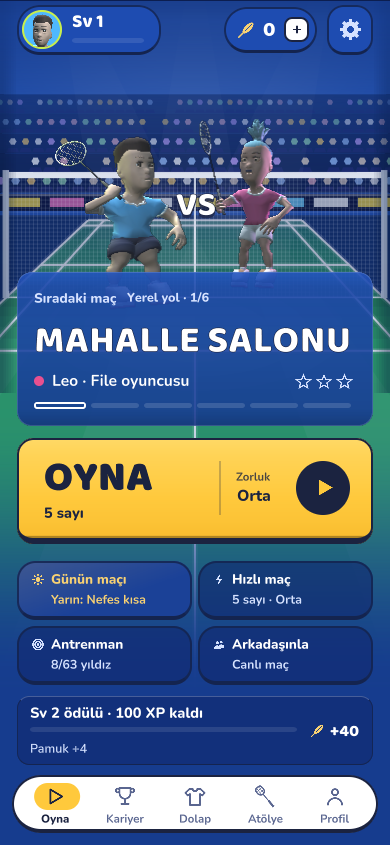 Sv 1
0
+
VS
Sıradaki maç Yerel yol · 1/6
MAHALLE SALONU
Leo · File oyuncusu
OYNA
5 sayı
Zorluk
Orta
Günün maçı
Yarın: Nefes kısa
Hızlı maç
5 sayı · Orta
Antrenman
8/63 yıldız
Arkadaşınla
Canlı maç
Sv 2 ödülü · 100 XP kaldı
+40
Pamuk +4
Oyna
Kariyer
Dolap
Atölye
Profil